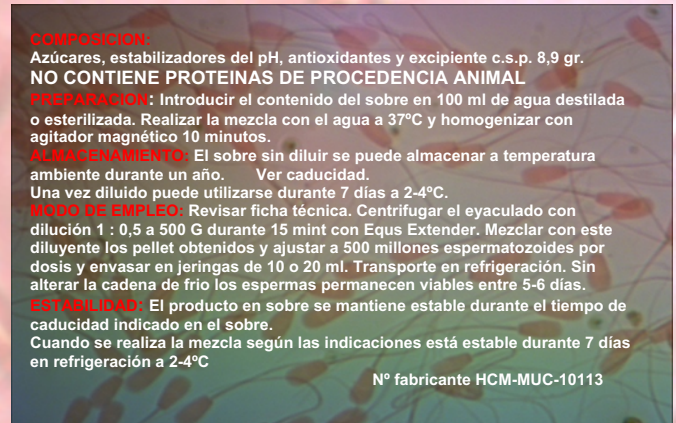 COMPOSICION:
Azúcares, estabilizadores del pH, antioxidantes y excipiente c.s.p. 8,9 gr.
NO CONTIENE PROTEINAS DE PROCEDENCIA ANIMAL
PREPARACION: Introducir el contenido del sobre en 100 ml de agua destilada
o esterilizada. Realizar la mezcla con el agua a 37ºC y homogenizar con
agitador magnético 10 minutos.
ALMACENAMIENTO: El sobre sin diluir se puede almacenar a temperatura
ambiente durante un año. Ver caducidad.
Una vez diluido puede utilizarse durante 7 días a 2-4ºC.
MODO DE EMPLEO: Revisar ficha técnica. Centrifugar el eyaculado con
dilución 1 : 0,5 a 500 G durante 15 mint con Equs Extender. Mezclar con este
diluyente los pellet obtenidos y ajustar a 500 millones espermatozoides por
dosis y envasar en jeringas de 10 o 20 ml. Transporte en refrigeración. Sin
alterar la cadena de frio los espermas permanecen viables entre 5-6 días.
ESTABILIDAD: El producto en sobre se mantiene estable durante el tiempo de
caducidad indicado en el sobre.
Cuando se realiza la mezcla según las indicaciones está estable durante 7 días
en refrigeración a 2-4ºC
Nº fabricante HCM-MUC-10113